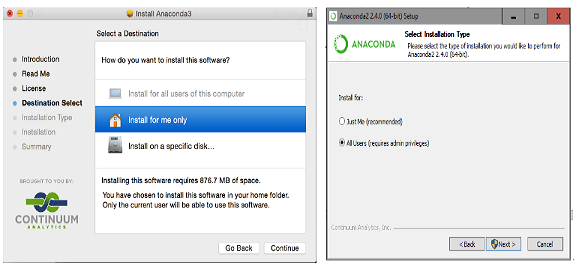 Install Anaconda3
Select a Destination
Introduction
Read Me
License
Destination Select
Installation Type
Installation
Summary
How do you want to install this software?
Install for all users of this computer
Install for me only
Install on a specific disk...
Installing this software requires 876.7 MB of space.
You have chosen to install this software in your home folder.
Only the current user will be able to use this software.
BROUGHT TO YOU BY:
CONTINUUM
ANALYTICS
Go Back
Continue
Anaconda2 2.4.0 (64-bit) Setup
ANACONDA
Select Installation Type
Please select the type of installation you would like to perform for
Anaconda2 2.4.0 (64-bit).
Install for:
Just Me (recommended)
All Users (requires admin privileges)
Continuum Analytics, Inc.
< Back
Next >
Cancel